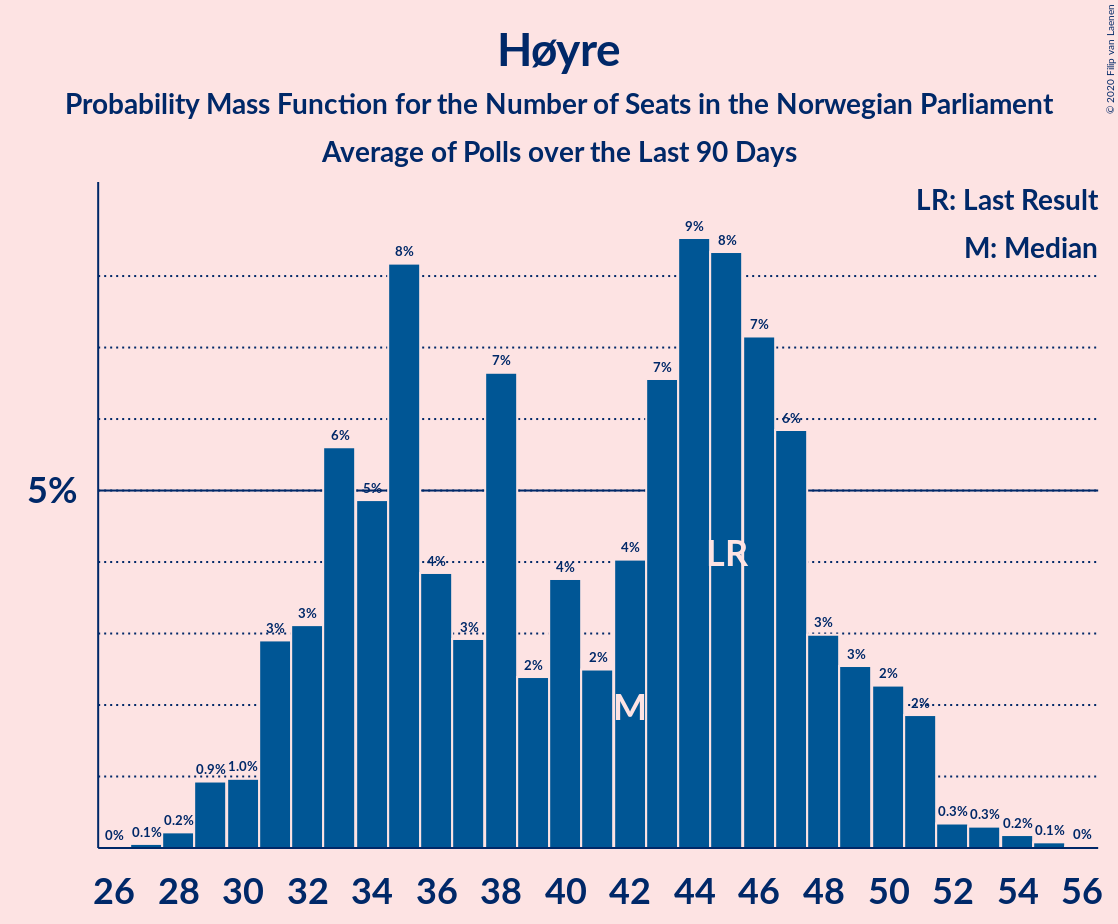 Høyre
Probability Mass Function for the Number of Seats in the Norwegian Parliament
Average of Polls over the Last 90 Days
© 2020 Filip van Laenen
LR: Last Result
M: Median
5%
0% 0.1% 0.2% 0.9% 1.0% 3% 3% 6% 5% 8% 4% 3% 7% 2% 4% 2% 4% 7% 9% 8% 7% 6% 3% 3% 2% 2% 0.3% 0.3% 0.2% 0.1% 0%
LR
M
26 28 30 32 34 36 38 40 42 44 46 48 50 52 54 56